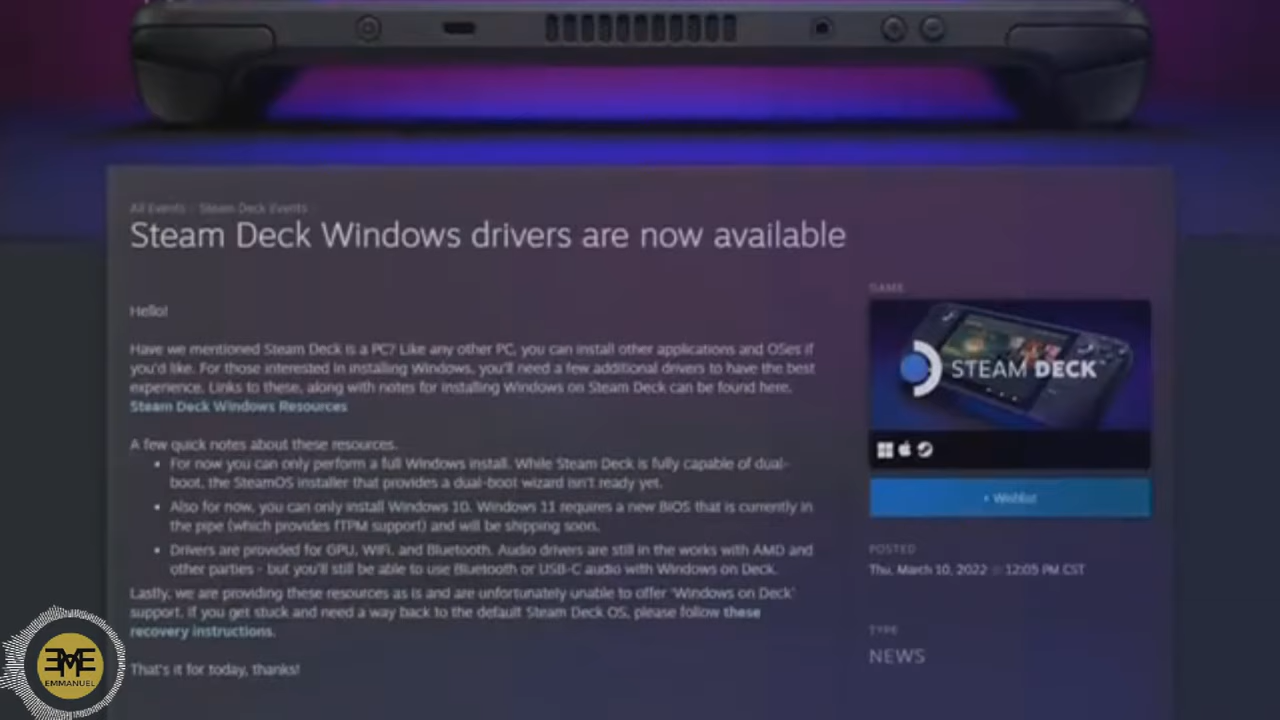 All Events Steam Deck Events
Steam Deck Windows drivers are now available
Hello!
Have we mentioned Steam Deck is a PC? Like any other PC, you can install other applications and OSes if
you'd like. For those interested in installing Windows, you'll need a few additional drivers to have the best
experience. Links to these, along with notes for installing Windows on Steam Deck can be found here.
Steam Deck Windows Resources
A few quick notes about these resources.
• For now you can only perform a full Windows install. While Steam Deck is fully capable of dual-
boot, the SteamOS installer that provides a dual-boot wizard isn't ready yet.
• Also for now, you can only install Windows 10. Windows 11 requires a new BIOS that is currently in
the pipe (which provides fTPM support) and will be shipping soon.
• Drivers are provided for GPU, WiFi, and Bluetooth. Audio drivers are still in the works with AMD and
other parties - but you'll still be able to use Bluetooth or USB-C audio with Windows on Deck.
Lastly, we are providing these resources as is and are unfortunately unable to offer 'Windows on Deck'
support. If you get stuck and need a way back to the default Steam Deck OS, please follow these
recovery instructions.
That's it for today, thanks!
GAME
STEAM DECK™
+ Wishlist
POSTED
Thu, March 10, 2022 @ 12:05 PM CST
TYPE
NEWS
EME
EMMANUEL